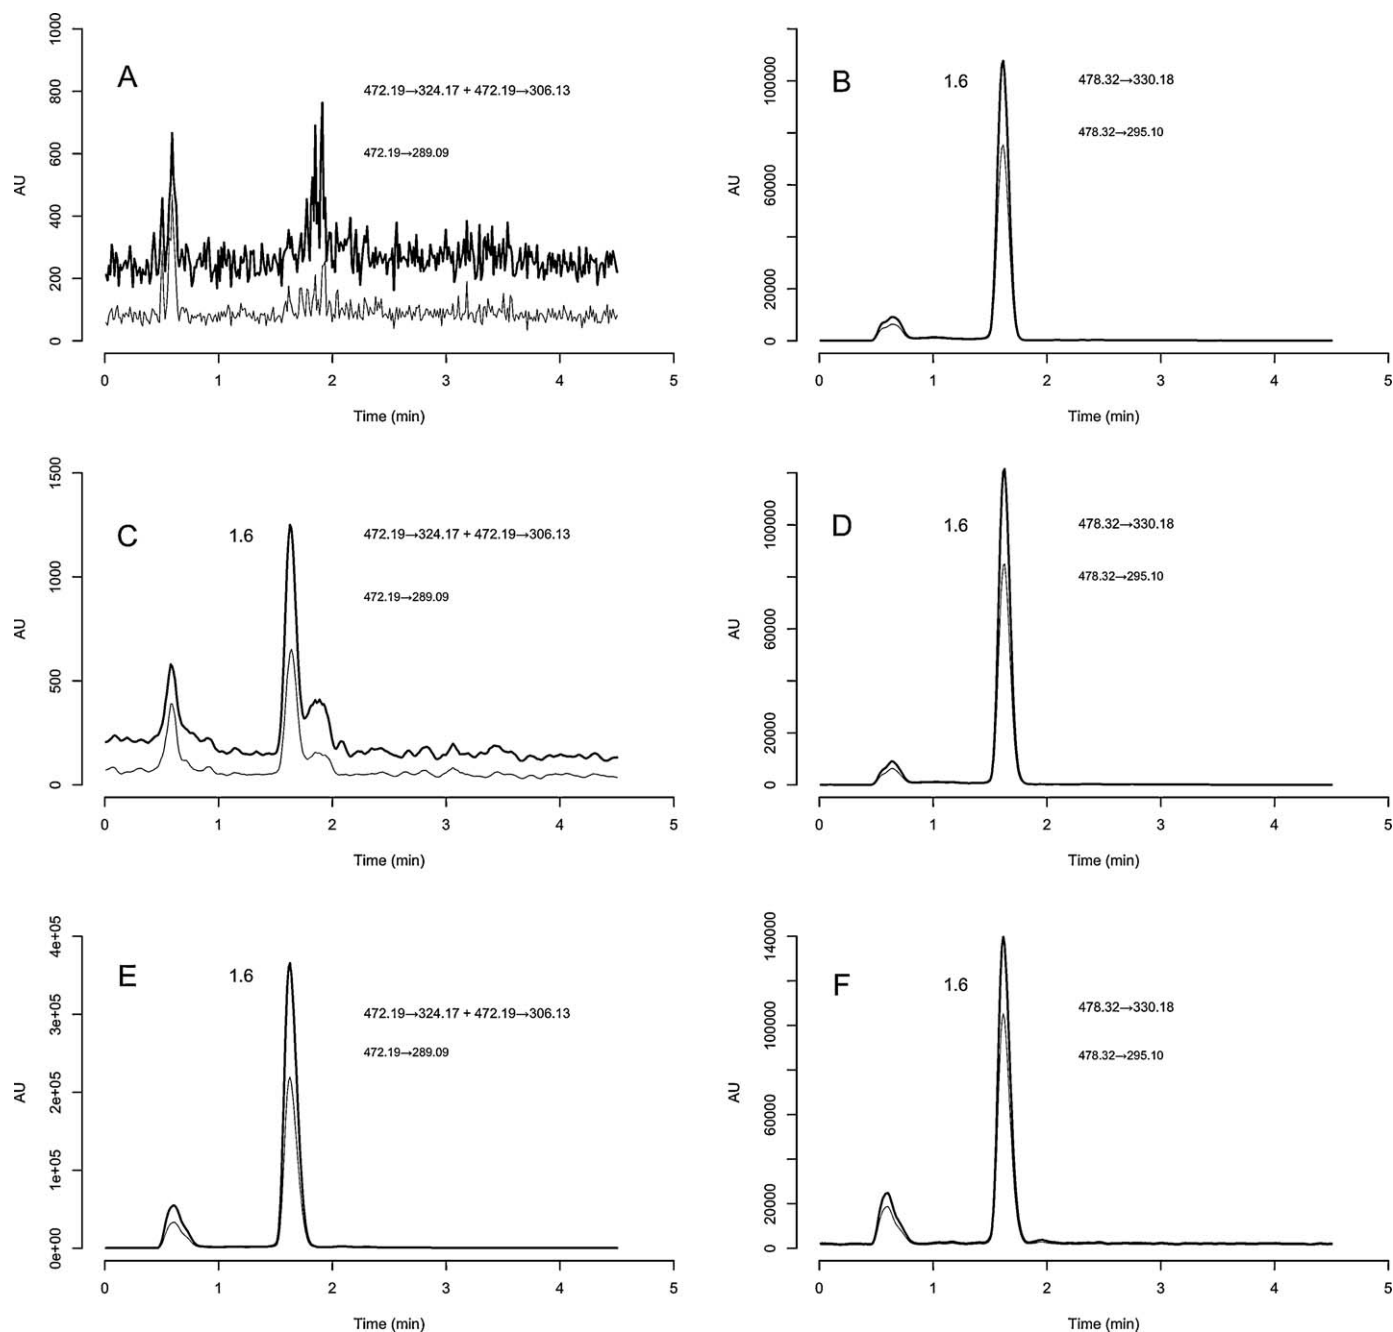 A
472.19→324.17 + 472.19→306.13
472.19→289.09
AU
0 200 400 600 800 1000
0 1 2 3 4 5
Time (min)
B
1.6
478.32→330.18
478.32→295.10
AU
0 20000 60000 100000
0 1 2 3 4 5
Time (min)
C
1.6
472.19→324.17 + 472.19→306.13
472.19→289.09
AU
0 500 1000 1500
0 1 2 3 4 5
Time (min)
D
1.6
478.32→330.18
478.32→295.10
AU
0 20000 60000 100000
0 1 2 3 4 5
Time (min)
E
1.6
472.19→324.17 + 472.19→306.13
472.19→289.09
AU
0e+00 1e+05 2e+05 3e+05 4e+05
0 1 2 3 4 5
Time (min)
F
1.6
478.32→330.18
478.32→295.10
AU
0 20000 60000 100000 140000
0 1 2 3 4 5
Time (min)